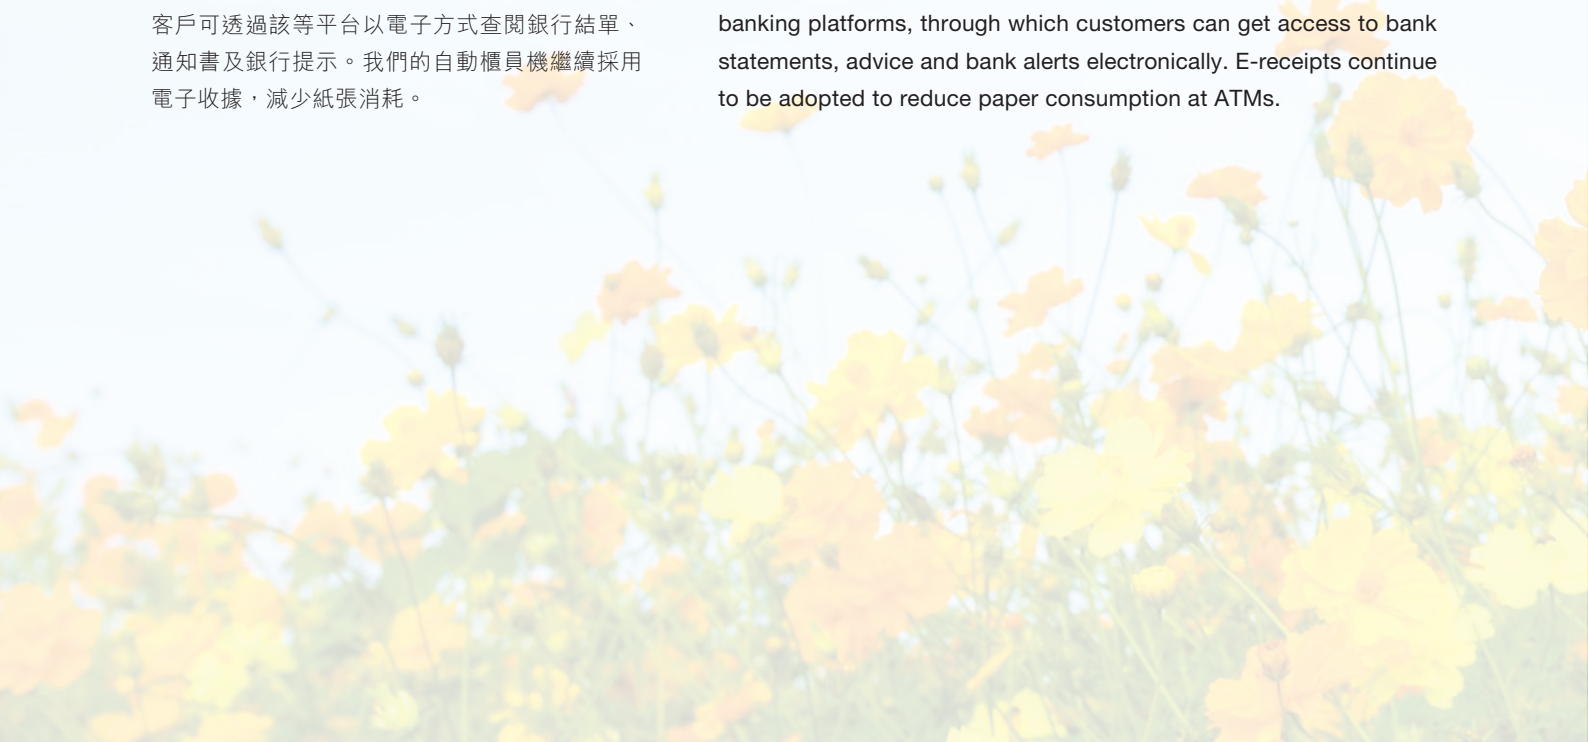 客戶可透過該等平台以電子方式查閱銀行結單、
通知書及銀行提示。我們的自動櫃員機繼續採用
電子收據，減少紙張消耗。
banking platforms, through which customers can get access to bank
statements, advice and bank alerts electronically. E-receipts continue
to be adopted to reduce paper consumption at ATMs.